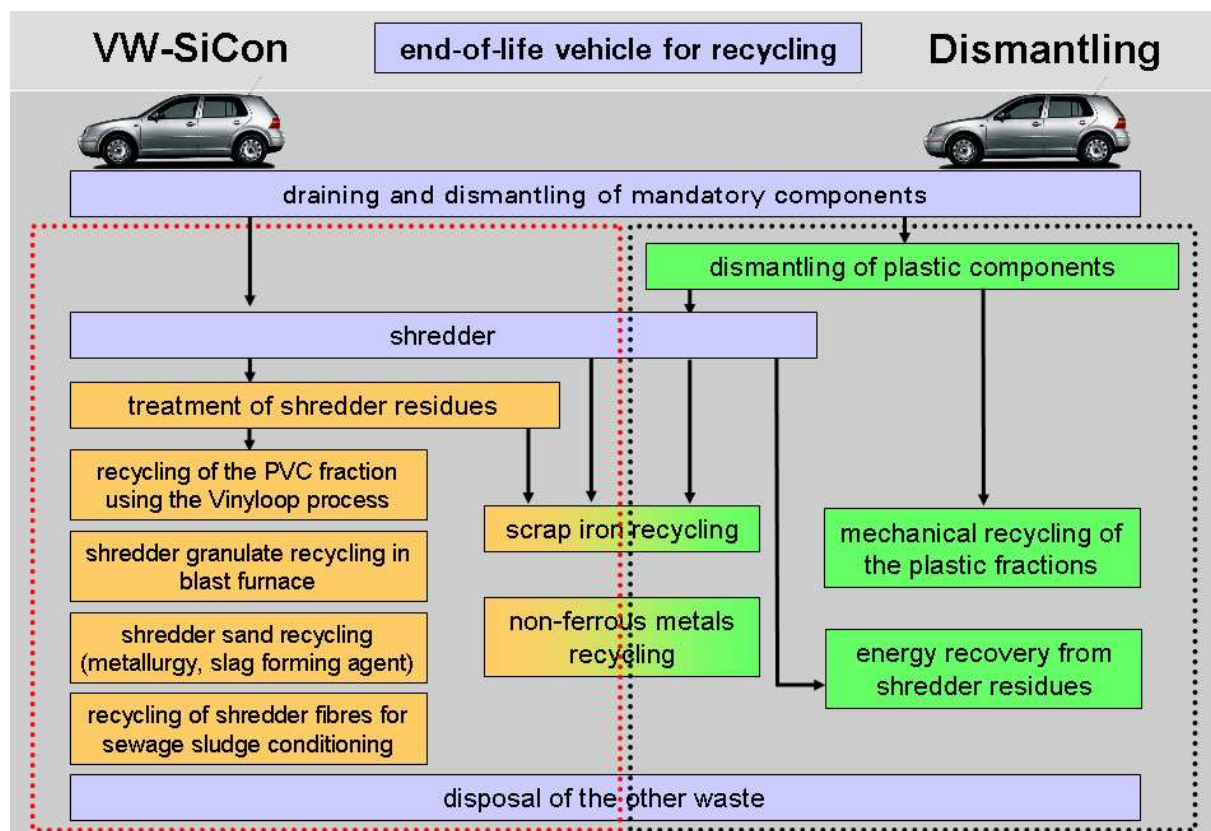 VW-SiCon
end-of-life vehicle for recycling
Dismantling
draining and dismantling of mandatory components
dismantling of plastic components
shredder
treatment of shredder residues
recycling of the PVC fraction
using the Vinyloop process
scrap iron recycling
mechanical recycling of
the plastic fractions
shredder granulate recycling in
blast furnace
non-ferrous metals
recycling
shredder sand recycling
(metallurgy, slag forming agent)
energy recovery from
shredder residues
recycling of shredder fibres for
sewage sludge conditioning
disposal of the other waste